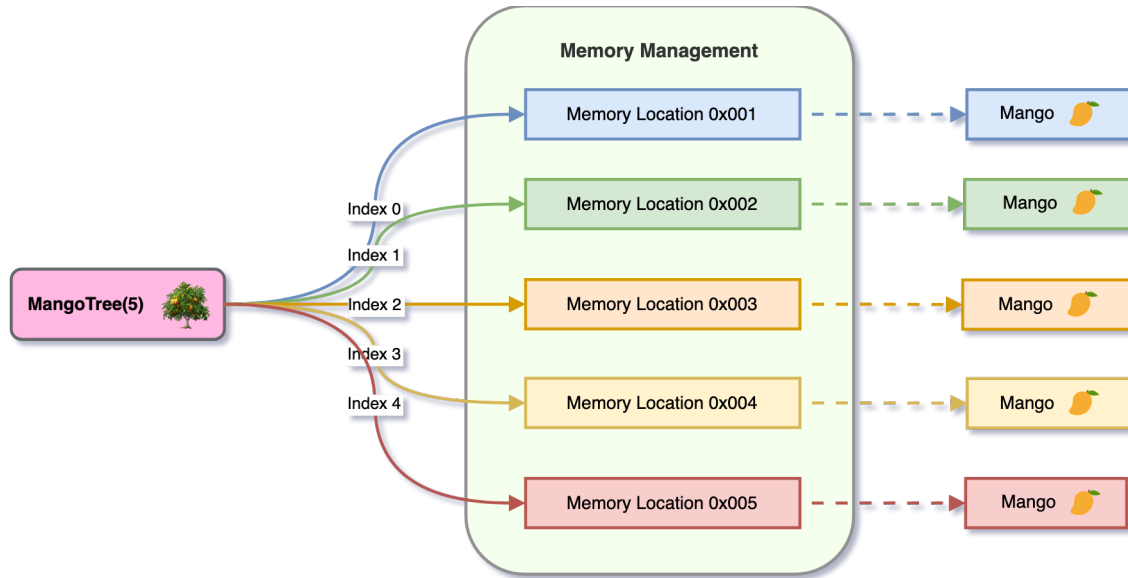 Memory Management
Memory Location 0x001
Mango
Index 0
Memory Location 0x002
Mango
Index 1
MangoTree(5)
Index 2
Memory Location 0x003
Mango
Index 3
Memory Location 0x004
Mango
Index 4
Memory Location 0x005
Mango